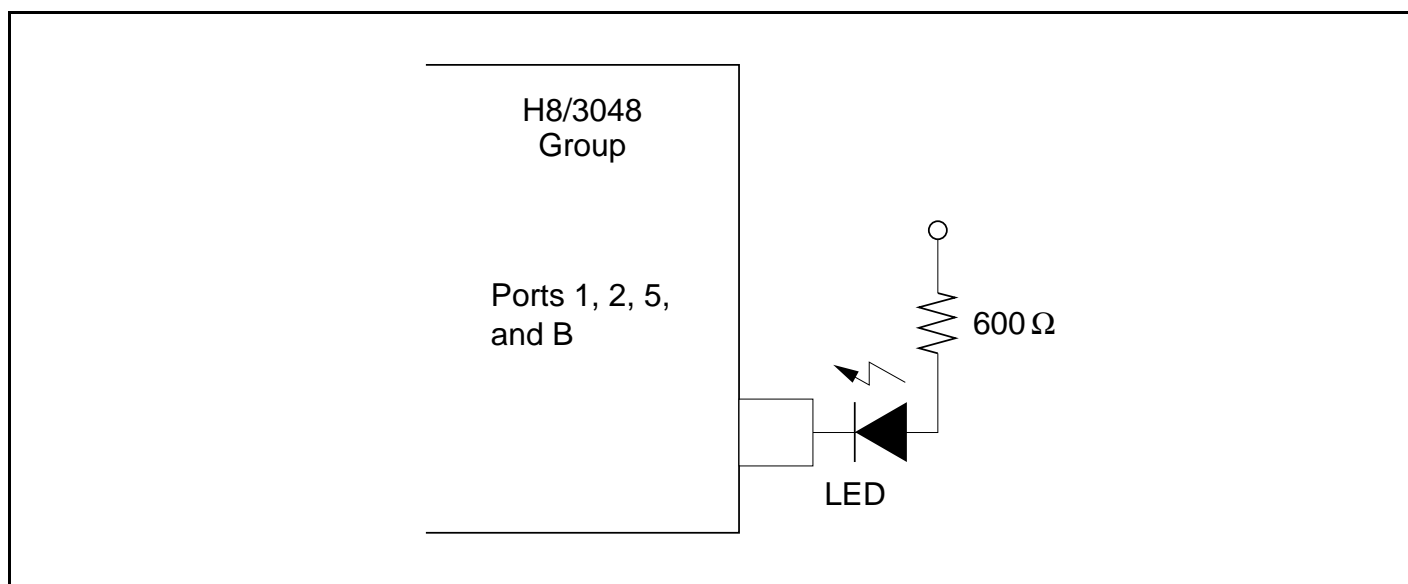 H8/3048
Group
Ports 1, 2, 5,
and B
600 Ω
LED